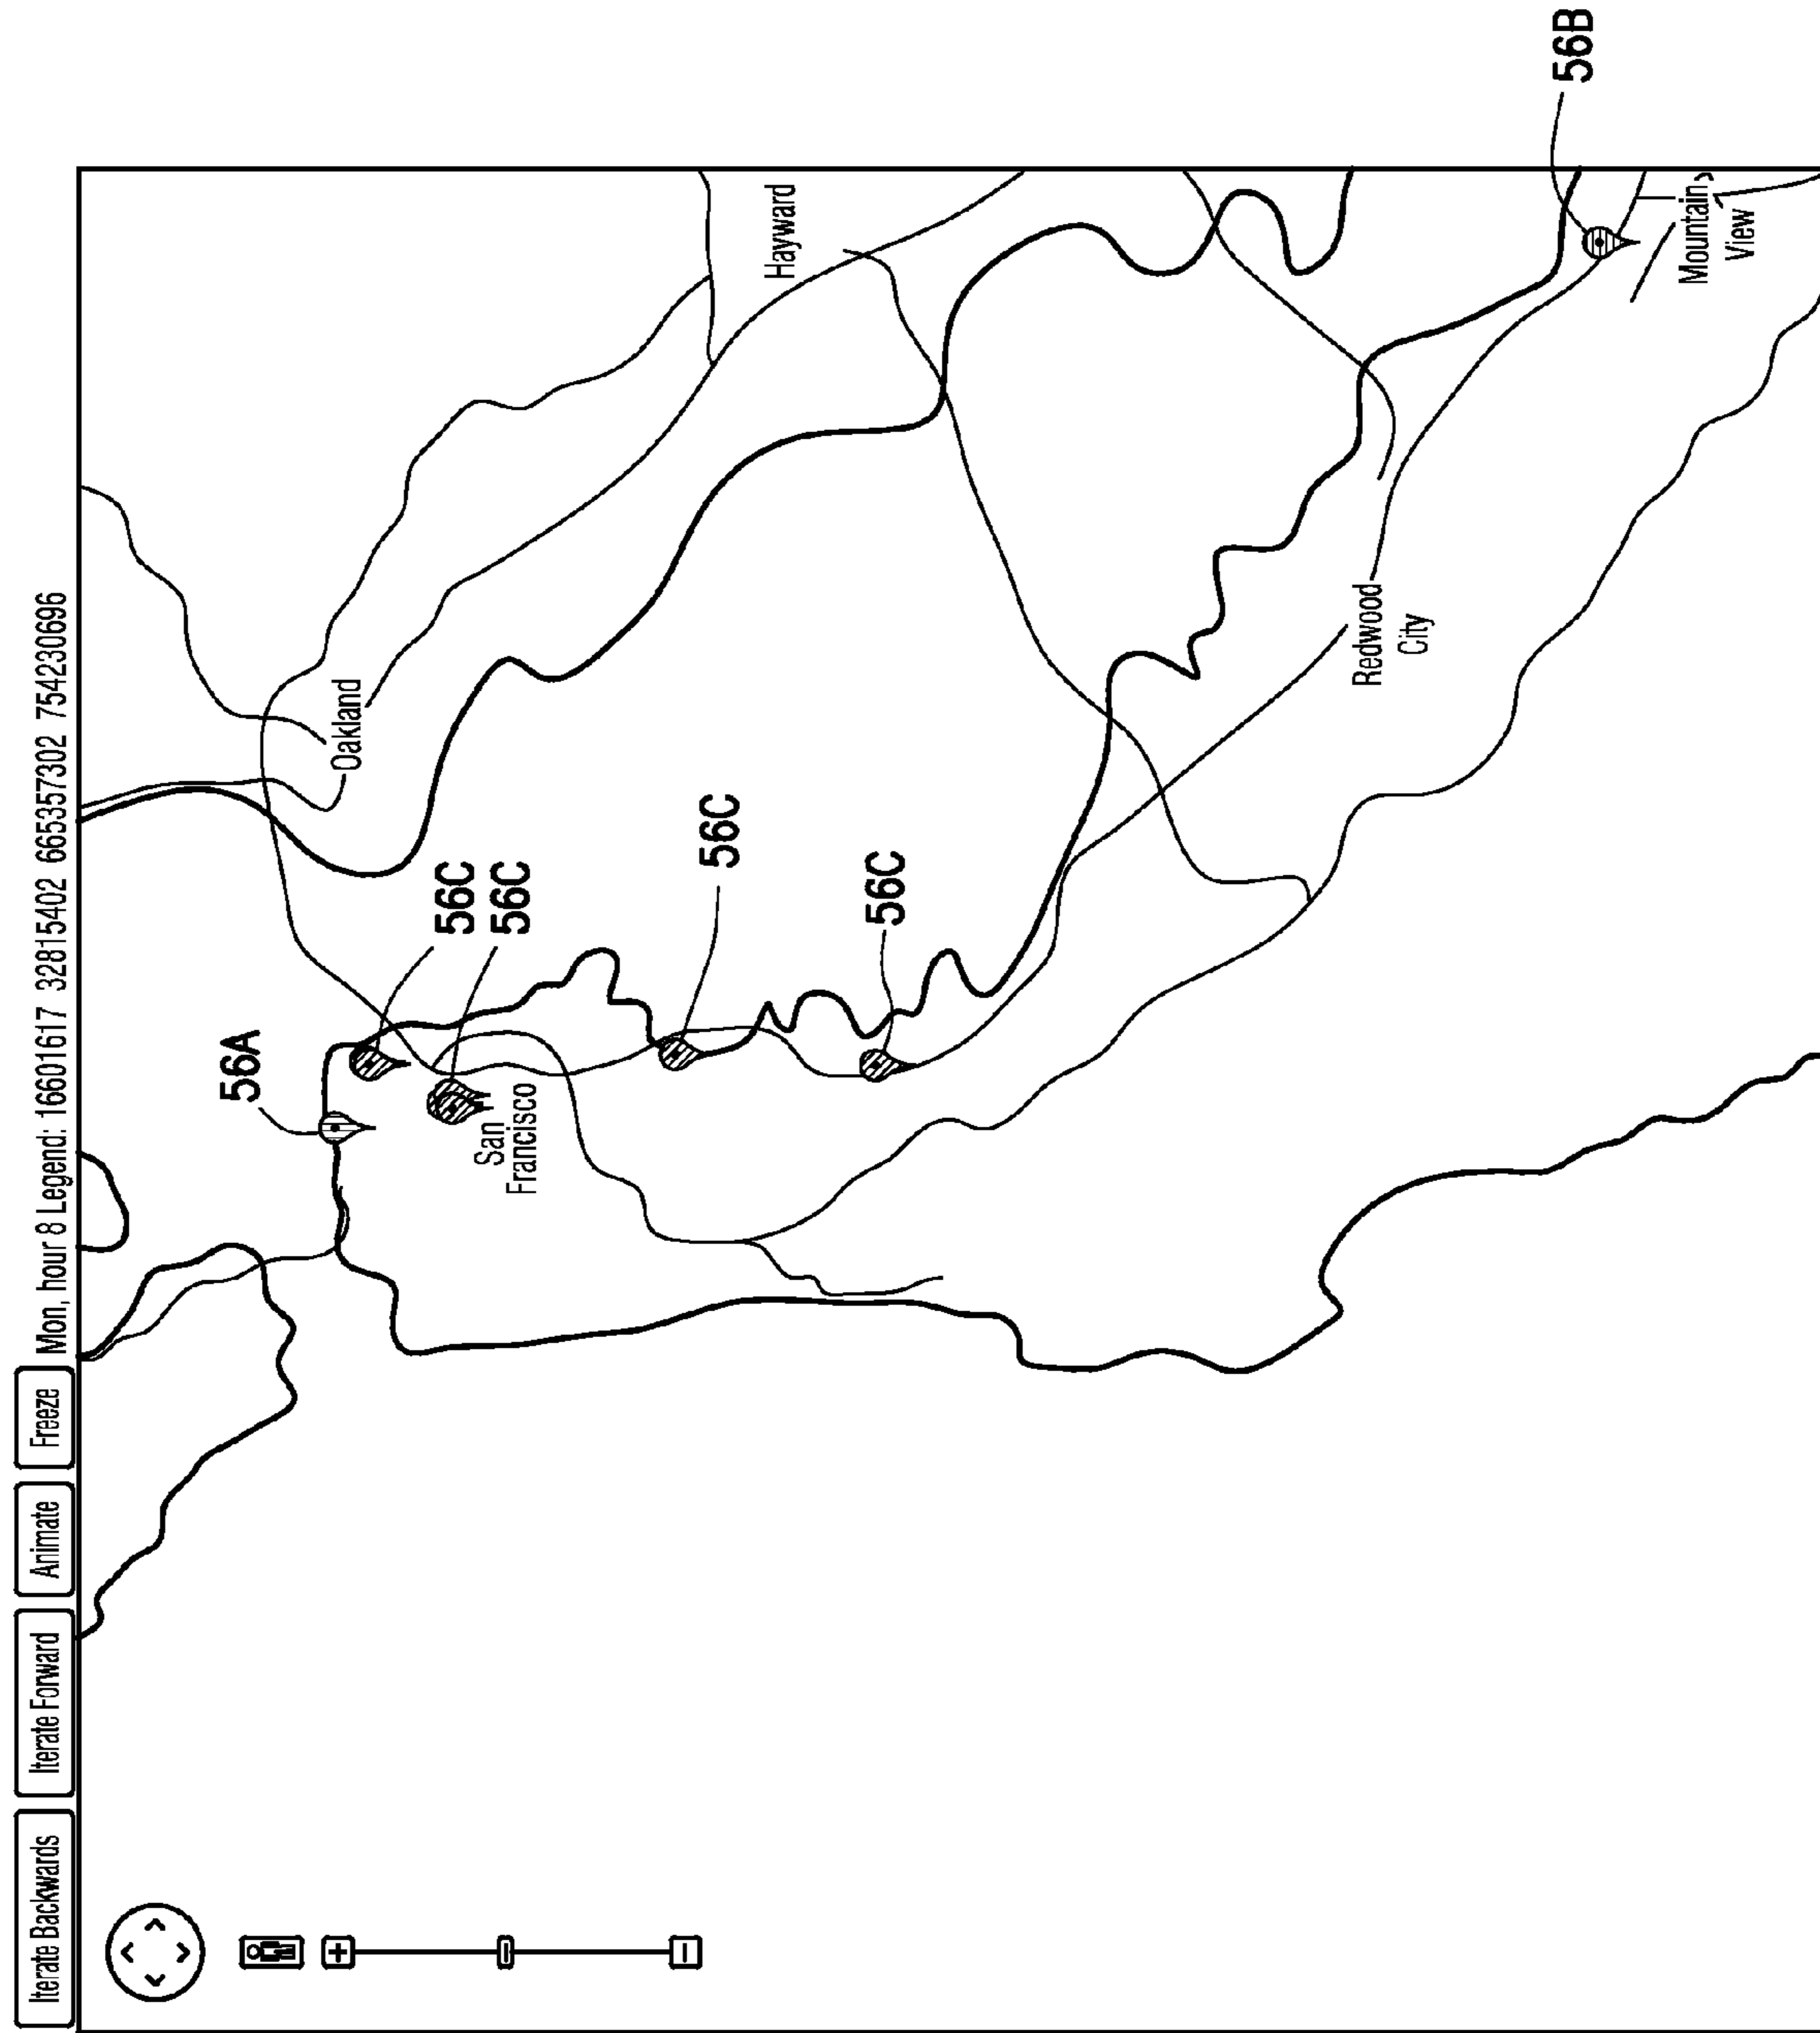 Iterate Backwards
Iterate Forward
Animate
Freeze
Mon, hour 8 Legend: 16601617 32815402 665357302 754230696
56A
Oakland
56C
56C
San
Francisco
56C
Hayward
56C
Redwood
City
56B
Mountain
View